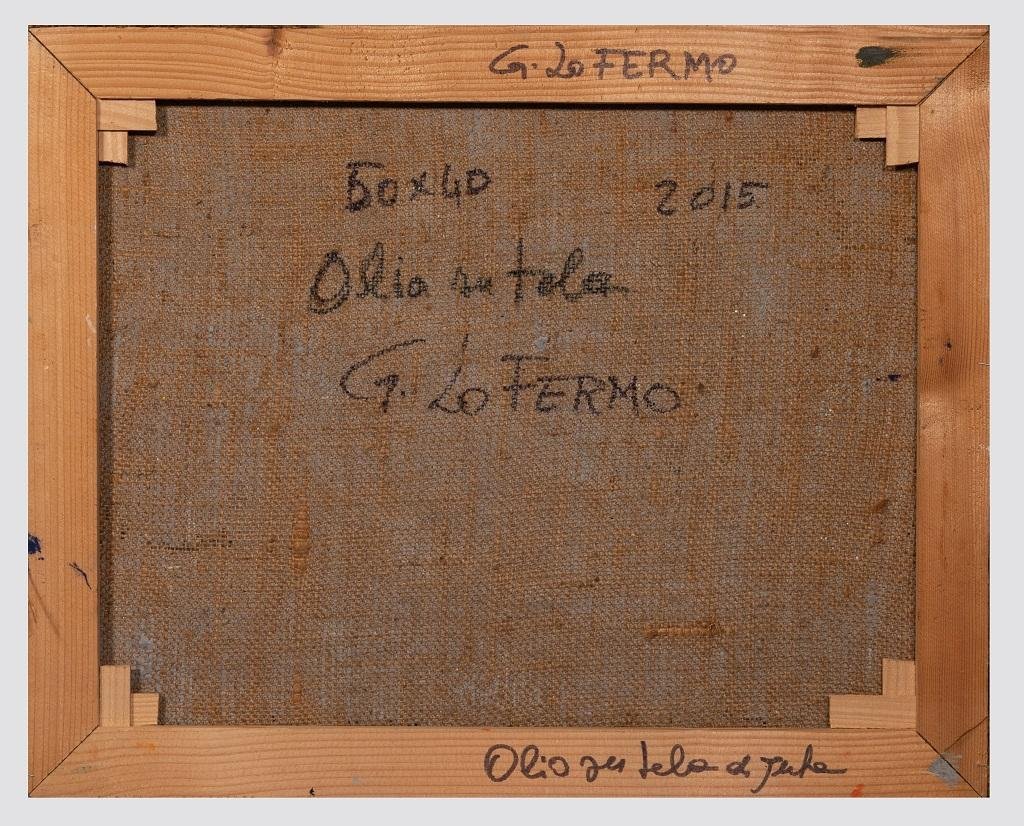 G. Lo FERMO
50x40 2015
Olio su tela
G. Lo FERMO
Olio su tela di juta